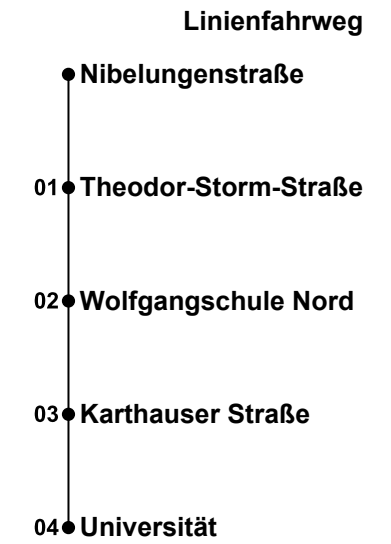 Linienfahrweg
Nibelungenstraße
01 Theodor-Storm-Straße
02 Wolfgangschule Nord
03 Karthauser Straße
04 Universität